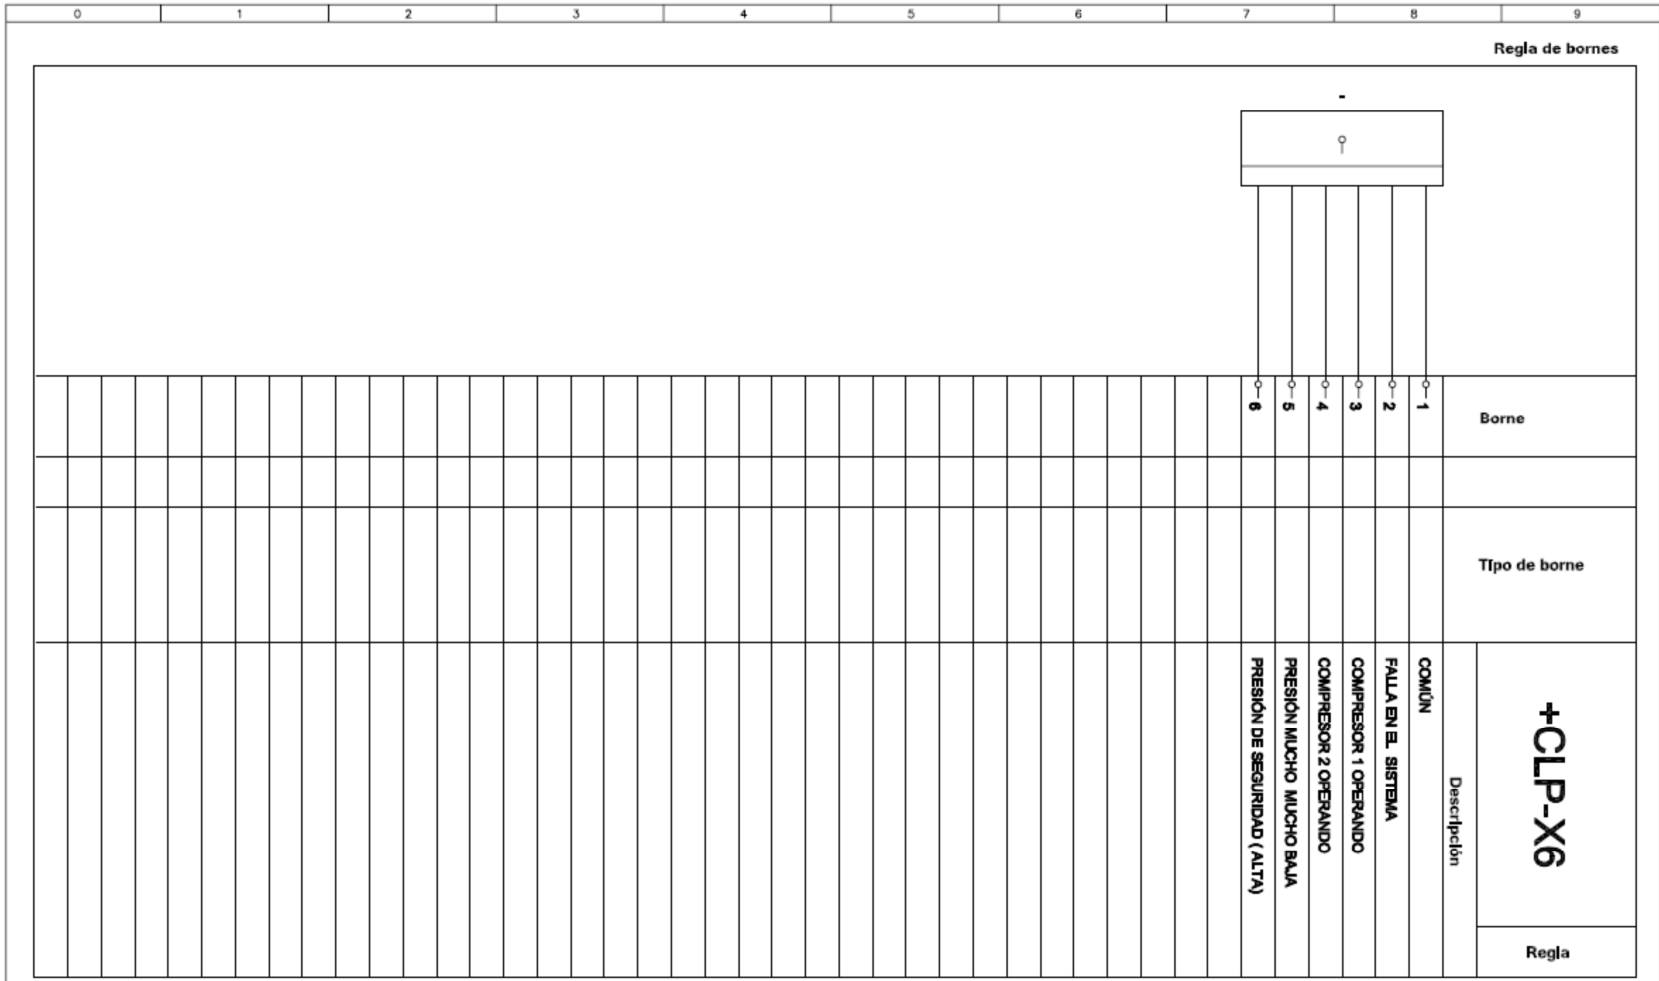 0 1 2 3 4 5 6 7 8 9
Regla de bornes
-
6 5 4 3 2 1
Borne
Tipo de borne
PRESIÓN DE SEGURIDAD ( ALTA)
PRESIÓN MUCHO MUCHO BAJA
COMPRESOR 2 OPERANDO
COMPRESOR 1 OPERANDO
FALLA EN EL SISTEMA
COMÚN
Descripción
+CLP-X6
Regla